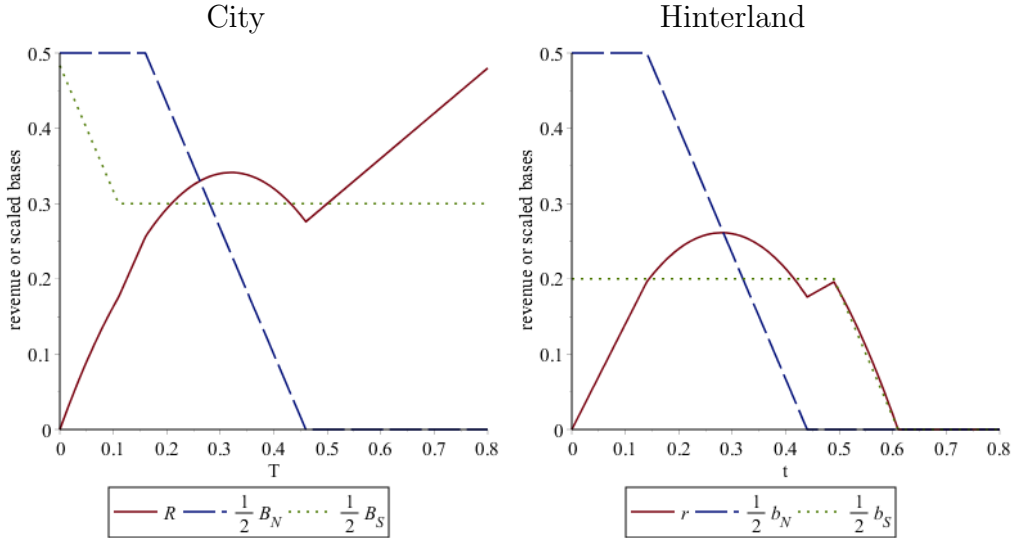 City
Hinterland
revenue or scaled bases
0.5
0.4
0.3
0.2
0.1
0
0 0.1 0.2 0.3 0.4 0.5 0.6 0.7 0.8
T
R 1/2 B_N 1/2 B_S
revenue or scaled bases
0.5
0.4
0.3
0.2
0.1
0
0 0.1 0.2 0.3 0.4 0.5 0.6 0.7 0.8
t
r 1/2 b_N 1/2 b_S